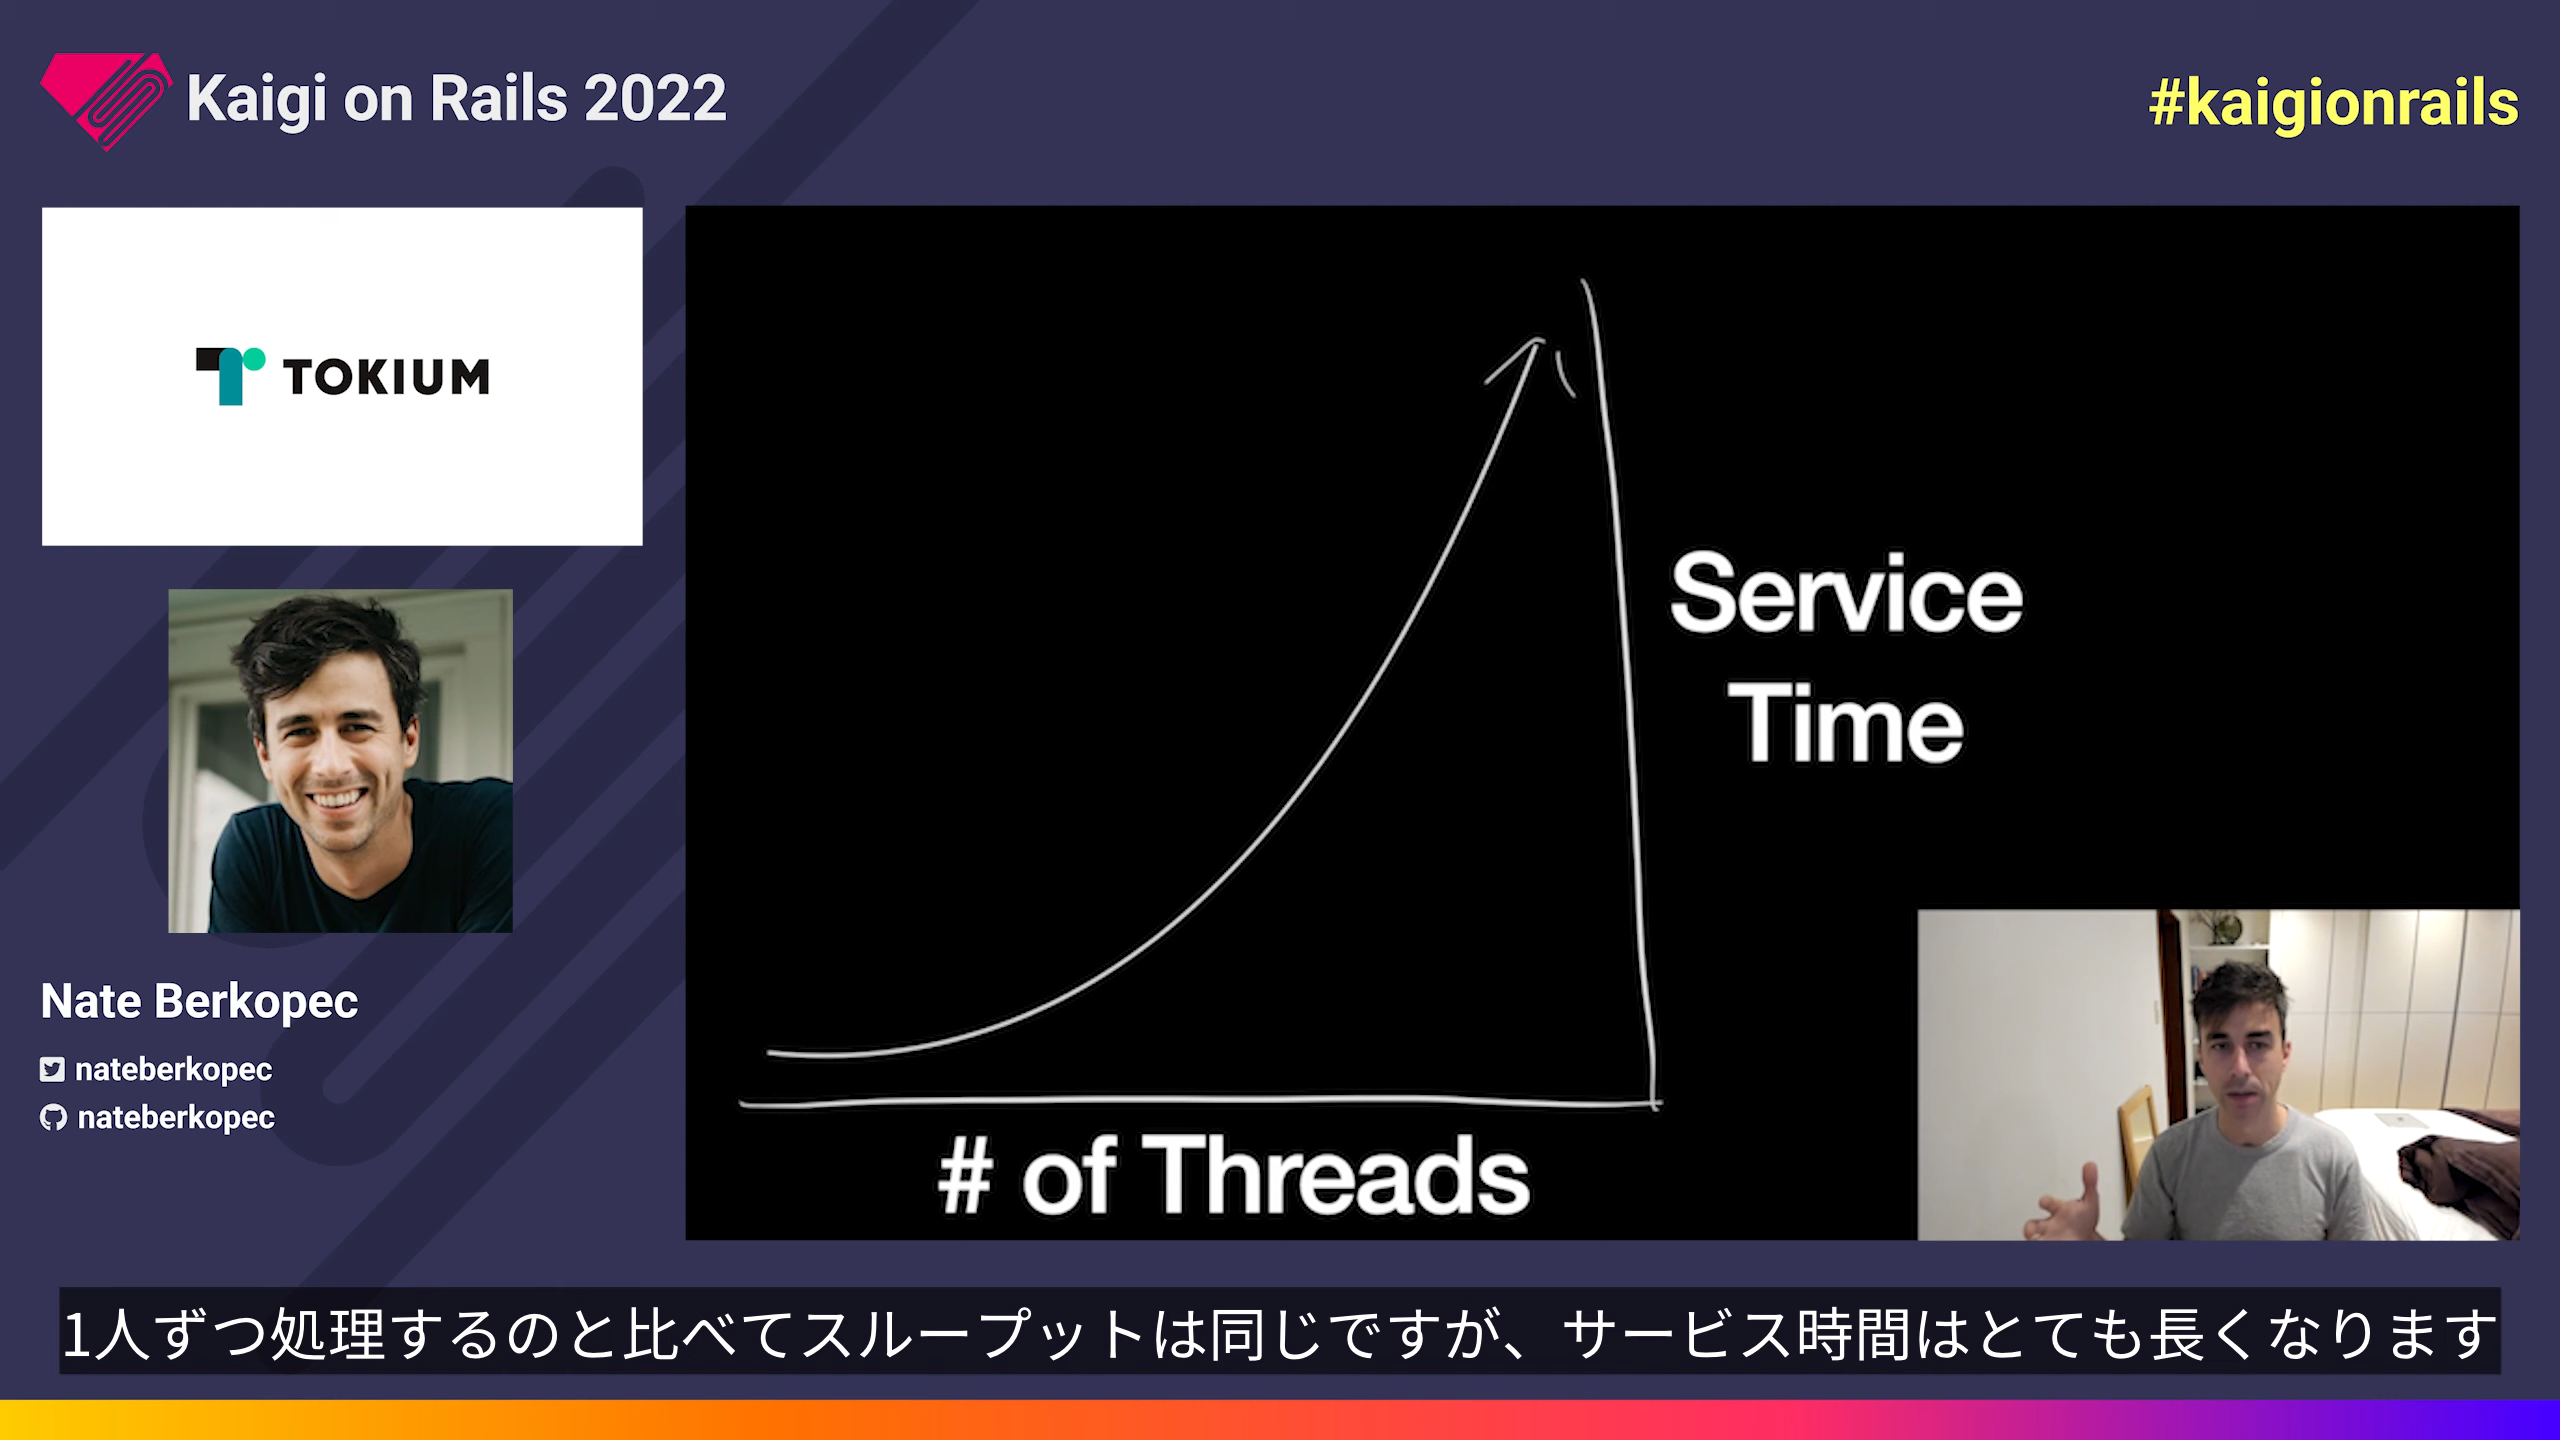 Kaigi on Rails 2022
#kaigionrails
TOKIUM
Nate Berkopec
nateberkopec
nateberkopec
Service
Time
# of Threads
1人ずつ処理するのと比べてスループットは同じですが、サービス時間はとても長くなります